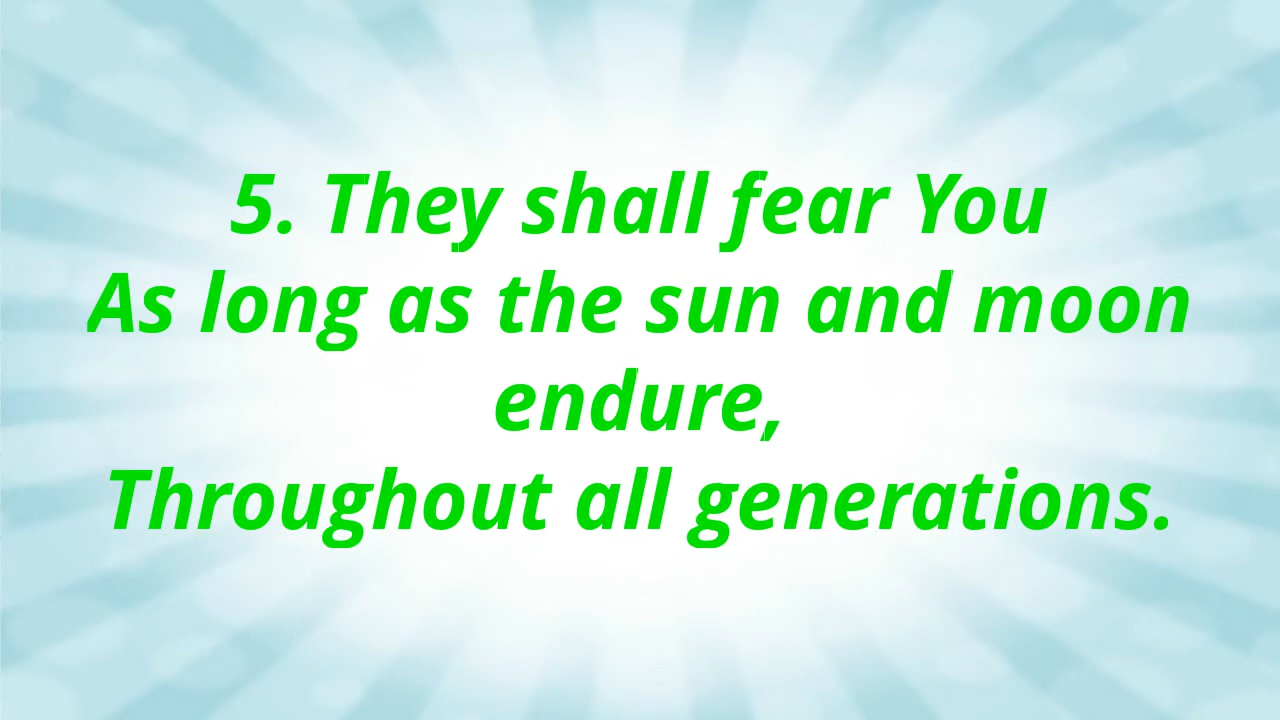 5. They shall fear You
As long as the sun and moon
endure,
Throughout all generations.